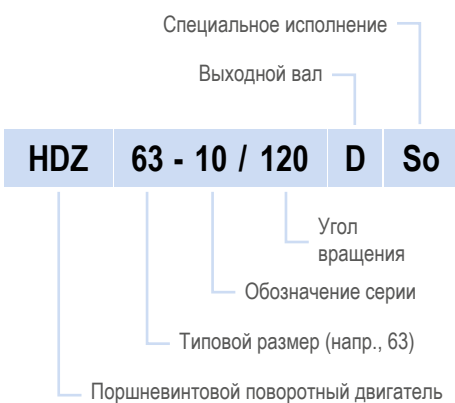 Специальное исполнение
Выходной вал
HDZ 63 - 10 / 120 D So
Угол
вращения
Обозначение серии
Типовой размер (напр., 63)
Поршневинтовой поворотный двигатель